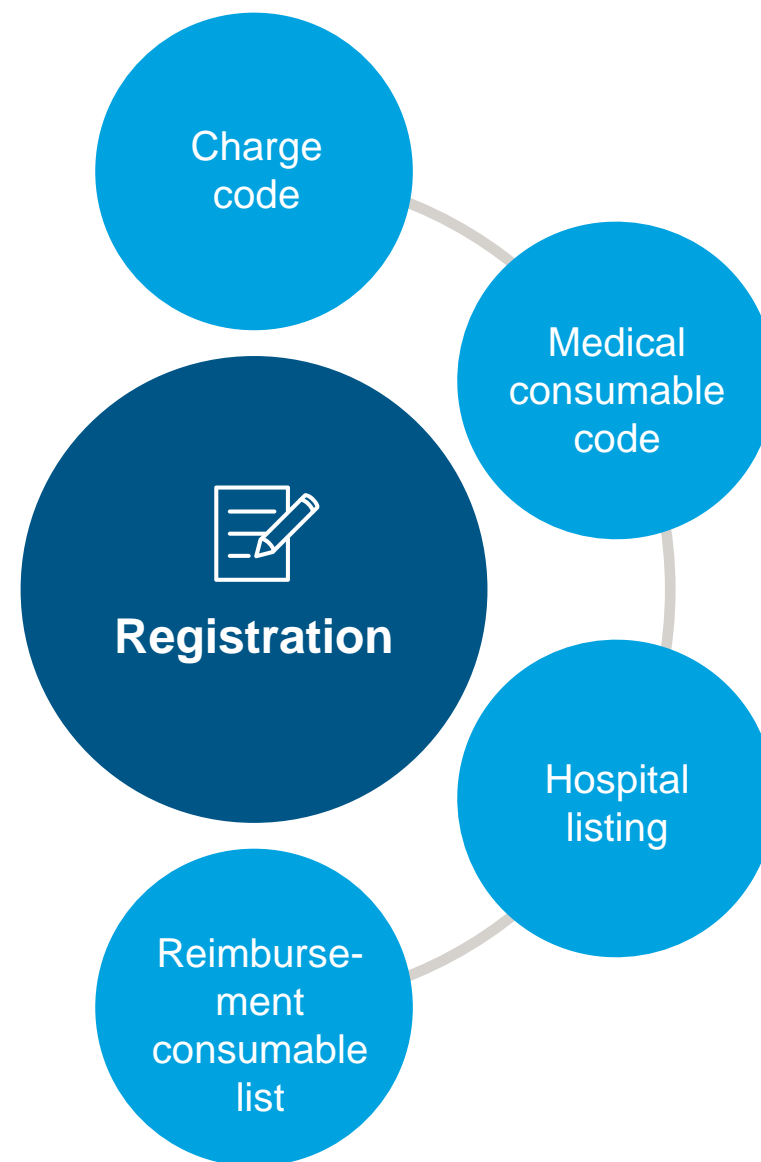 Charge
code
Medical
consumable
code
Registration
Hospital
listing
Reimburse-
ment
consumable
list